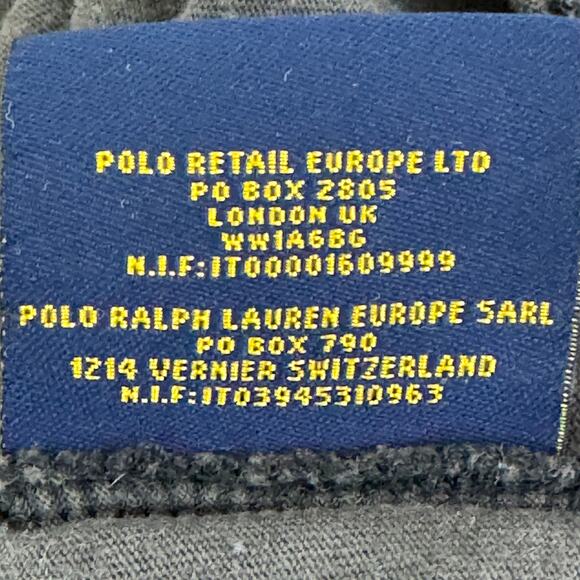 POLO RETAIL EUROPE LTD
PO BOX 2805
LONDON UK
WW1A6BG
N.I.F:IT00001609999
POLO RALPH LAUREN EUROPE SARL
PO BOX 790
1214 VERNIER SWITZERLAND
N.I.F:IT03945310963